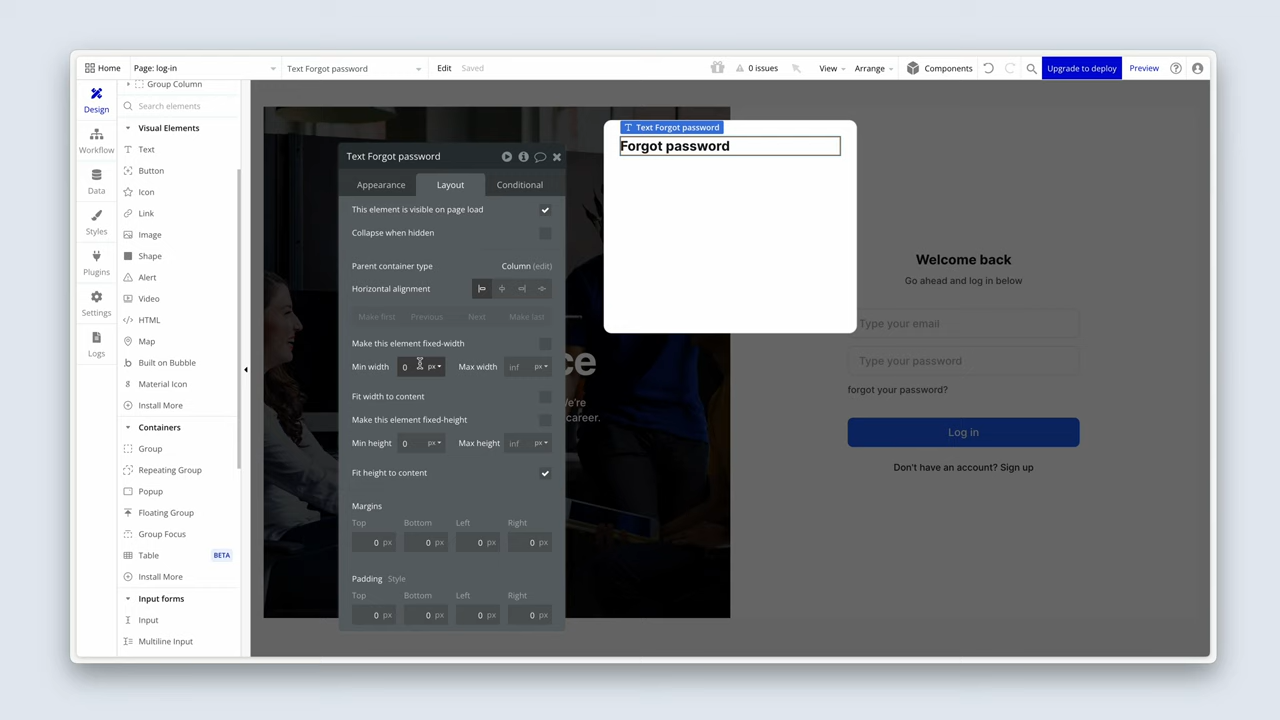 Home
Page: log-in
Text Forgot password
Edit
Saved
0 issues
View
Arrange
Components
Upgrade to deploy
Preview
Design
Workflow
Data
Styles
Plugins
Settings
Logs
Group Column
Search elements
Visual Elements
Text
Button
Icon
Link
Image
Shape
Alert
Video
</> HTML
Map
Built on Bubble
Material Icon
Install More
Containers
Group
Repeating Group
Popup
Floating Group
Group Focus
Table BETA
Install More
Input forms
Input
Multiline Input
Text Forgot password
Appearance Layout Conditional
This element is visible on page load
Collapse when hidden
Parent container type Column (edit)
Horizontal alignment
Make first Previous Next Make last
Make this element fixed-width
Min width 0 px Max width inf px
Fit width to content
Make this element fixed-height
Min height 0 px Max height inf px
Fit height to content
Margins
Top Bottom Left Right
0 px 0 px 0 px 0 px
Padding Style
Top Bottom Left Right
0 px 0 px 0 px 0 px
Text Forgot password
Forgot password
ce
We're
career.
Welcome back
Go ahead and log in below
Type your email
Type your password
forgot your password?
Log in
Don't have an account? Sign up